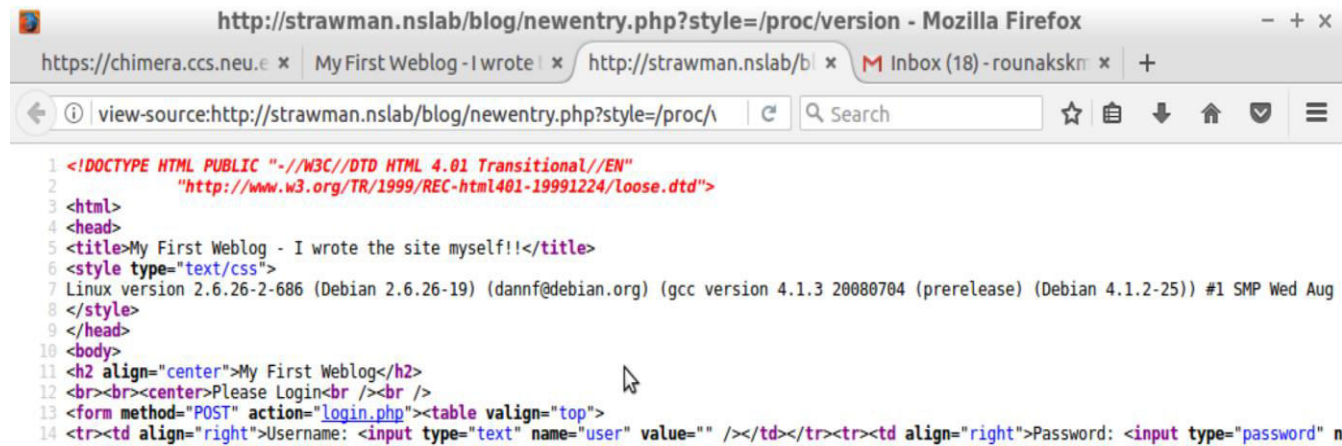 http://strawman.nslab/blog/newentry.php?style=/proc/version - Mozilla Firefox
https://chimera.ccs.neu.e × My First Weblog - I wrote t × http://strawman.nslab/bl × Inbox (18) - rounakskm × +
view-source:http://strawman.nslab/blog/newentry.php?style=/proc/v Search
1 <!DOCTYPE HTML PUBLIC "-//W3C//DTD HTML 4.01 Transitional//EN"
2 "http://www.w3.org/TR/1999/REC-html401-19991224/loose.dtd">
3 <html>
4 <head>
5 <title>My First Weblog - I wrote the site myself!!</title>
6 <style type="text/css">
7 Linux version 2.6.26-2-686 (Debian 2.6.26-19) (dannf@debian.org) (gcc version 4.1.3 20080704 (prerelease) (Debian 4.1.2-25)) #1 SMP Wed Aug
8 </style>
9 </head>
10 <body>
11 <h2 align="center">My First Weblog</h2>
12 <br><br><center>Please Login<br /><br />
13 <form method="POST" action="login.php"><table valign="top">
14 <tr><td align="right">Username: <input type="text" name="user" value="" /></td></tr><tr><td align="right">Password: <input type="password"